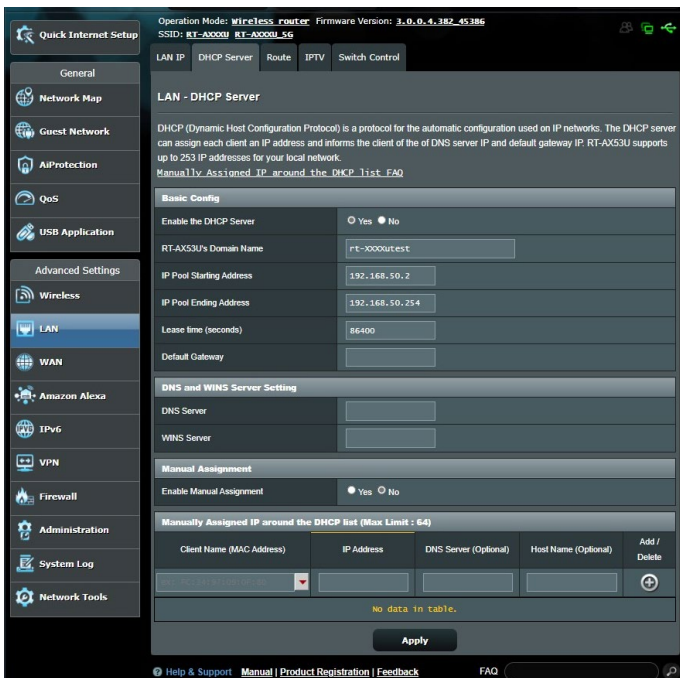 Operation Mode: Wireless router Firmware Version: 3.0.0.4.382_45386
SSID: RT-AXXXU RT-AXXXU_5G
Quick Internet Setup
General
Network Map
Guest Network
AiProtection
QoS
USB Application
Advanced Settings
Wireless
LAN
WAN
Amazon Alexa
IPv6
VPN
Firewall
Administration
System Log
Network Tools
LAN IP DHCP Server Route IPTV Switch Control
LAN - DHCP Server
DHCP (Dynamic Host Configuration Protocol) is a protocol for the automatic configuration used on IP networks. The DHCP server
can assign each client an IP address and informs the client of the of DNS server IP and default gateway IP. RT-AX53U supports
up to 253 IP addresses for your local network.
Manually Assigned IP around the DHCP list FAQ
Basic Config
Enable the DHCP Server Yes No
RT-AX53U's Domain Name rt-XXXXutest
IP Pool Starting Address 192.168.50.2
IP Pool Ending Address 192.168.50.254
Lease time (seconds) 86400
Default Gateway
DNS and WINS Server Setting
DNS Server
WINS Server
Manual Assignment
Enable Manual Assignment Yes No
Manually Assigned IP around the DHCP list (Max Limit : 64)
Client Name (MAC Address) IP Address DNS Server (Optional) Host Name (Optional) Add /
Delete
No data in table.
Apply
Help & Support Manual | Product Registration | Feedback FAQ